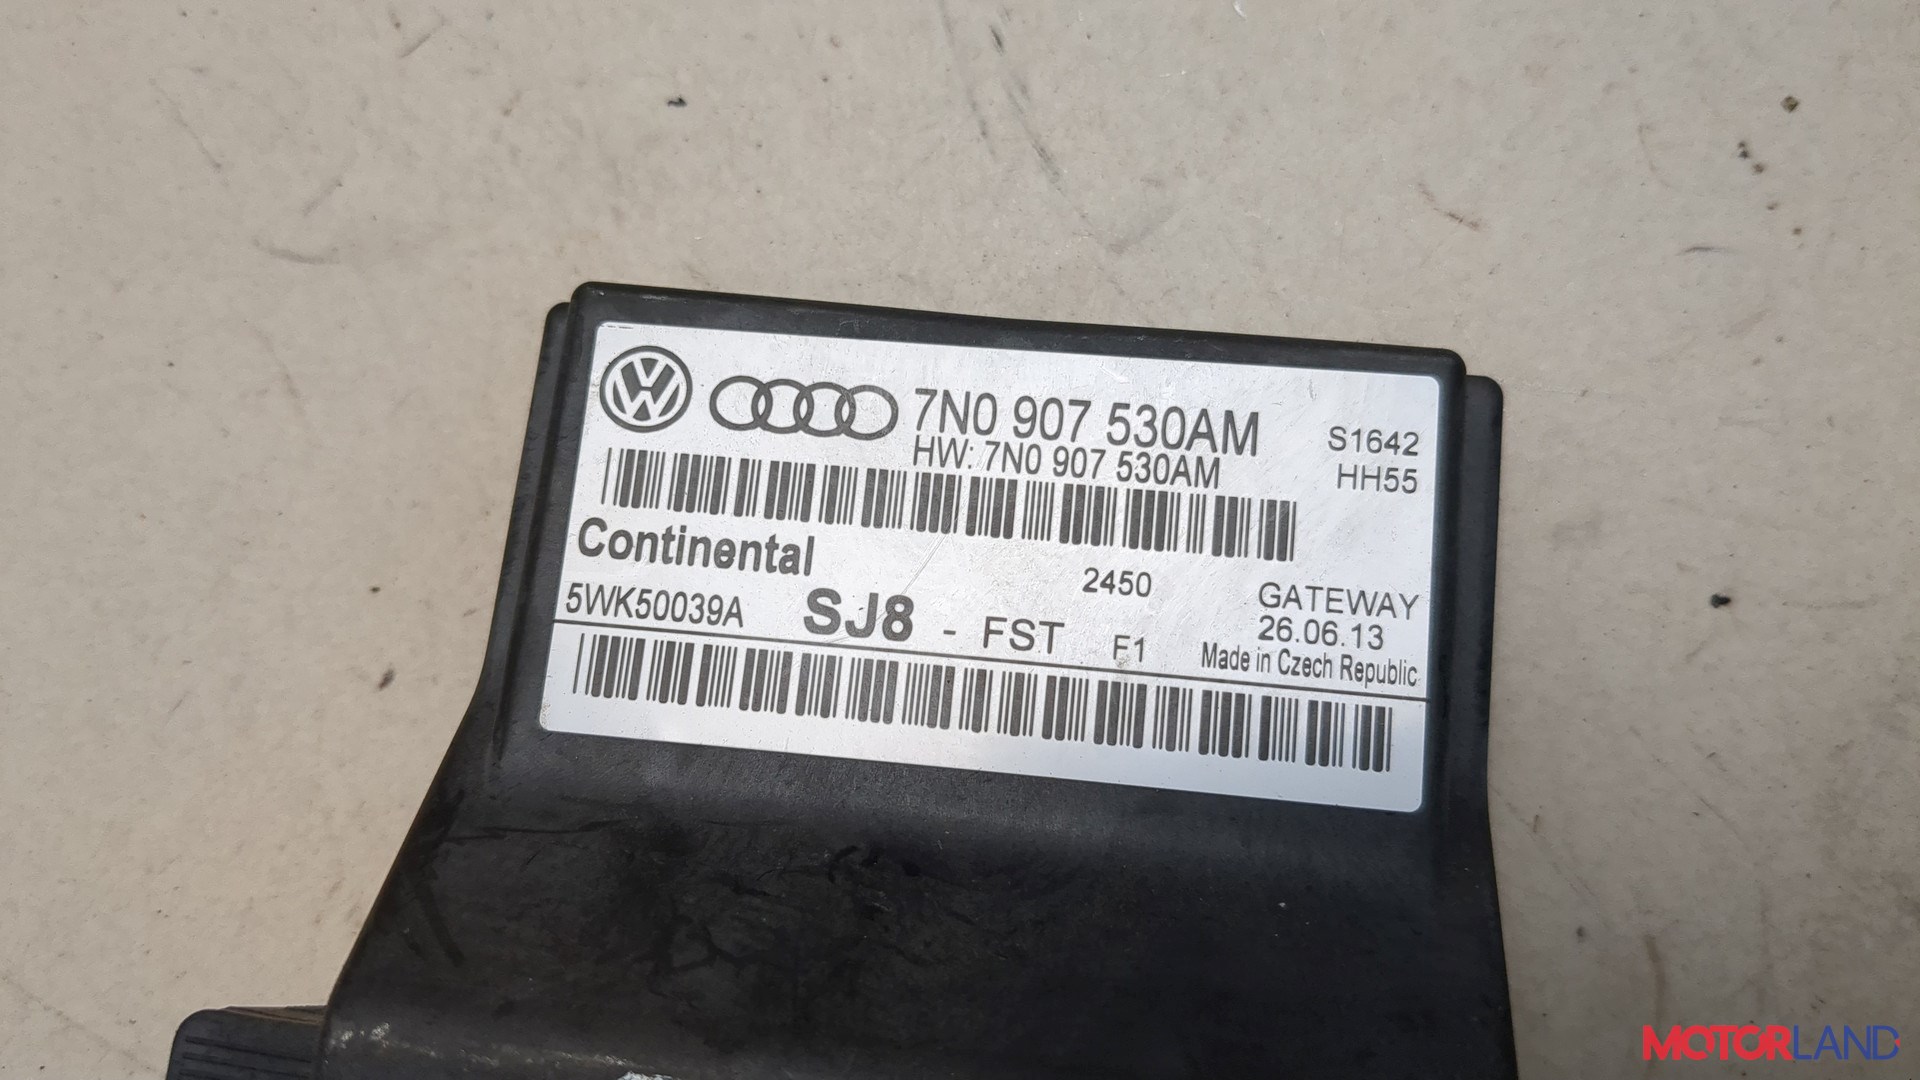 7N0 907 530AM
S1642
HW: 7N0 907 530AM
HH55
Continental
2450
GATEWAY
5WK50039A
SJ8 - FST F1
26.06.13
Made in Czech Republic
MOTORLAND